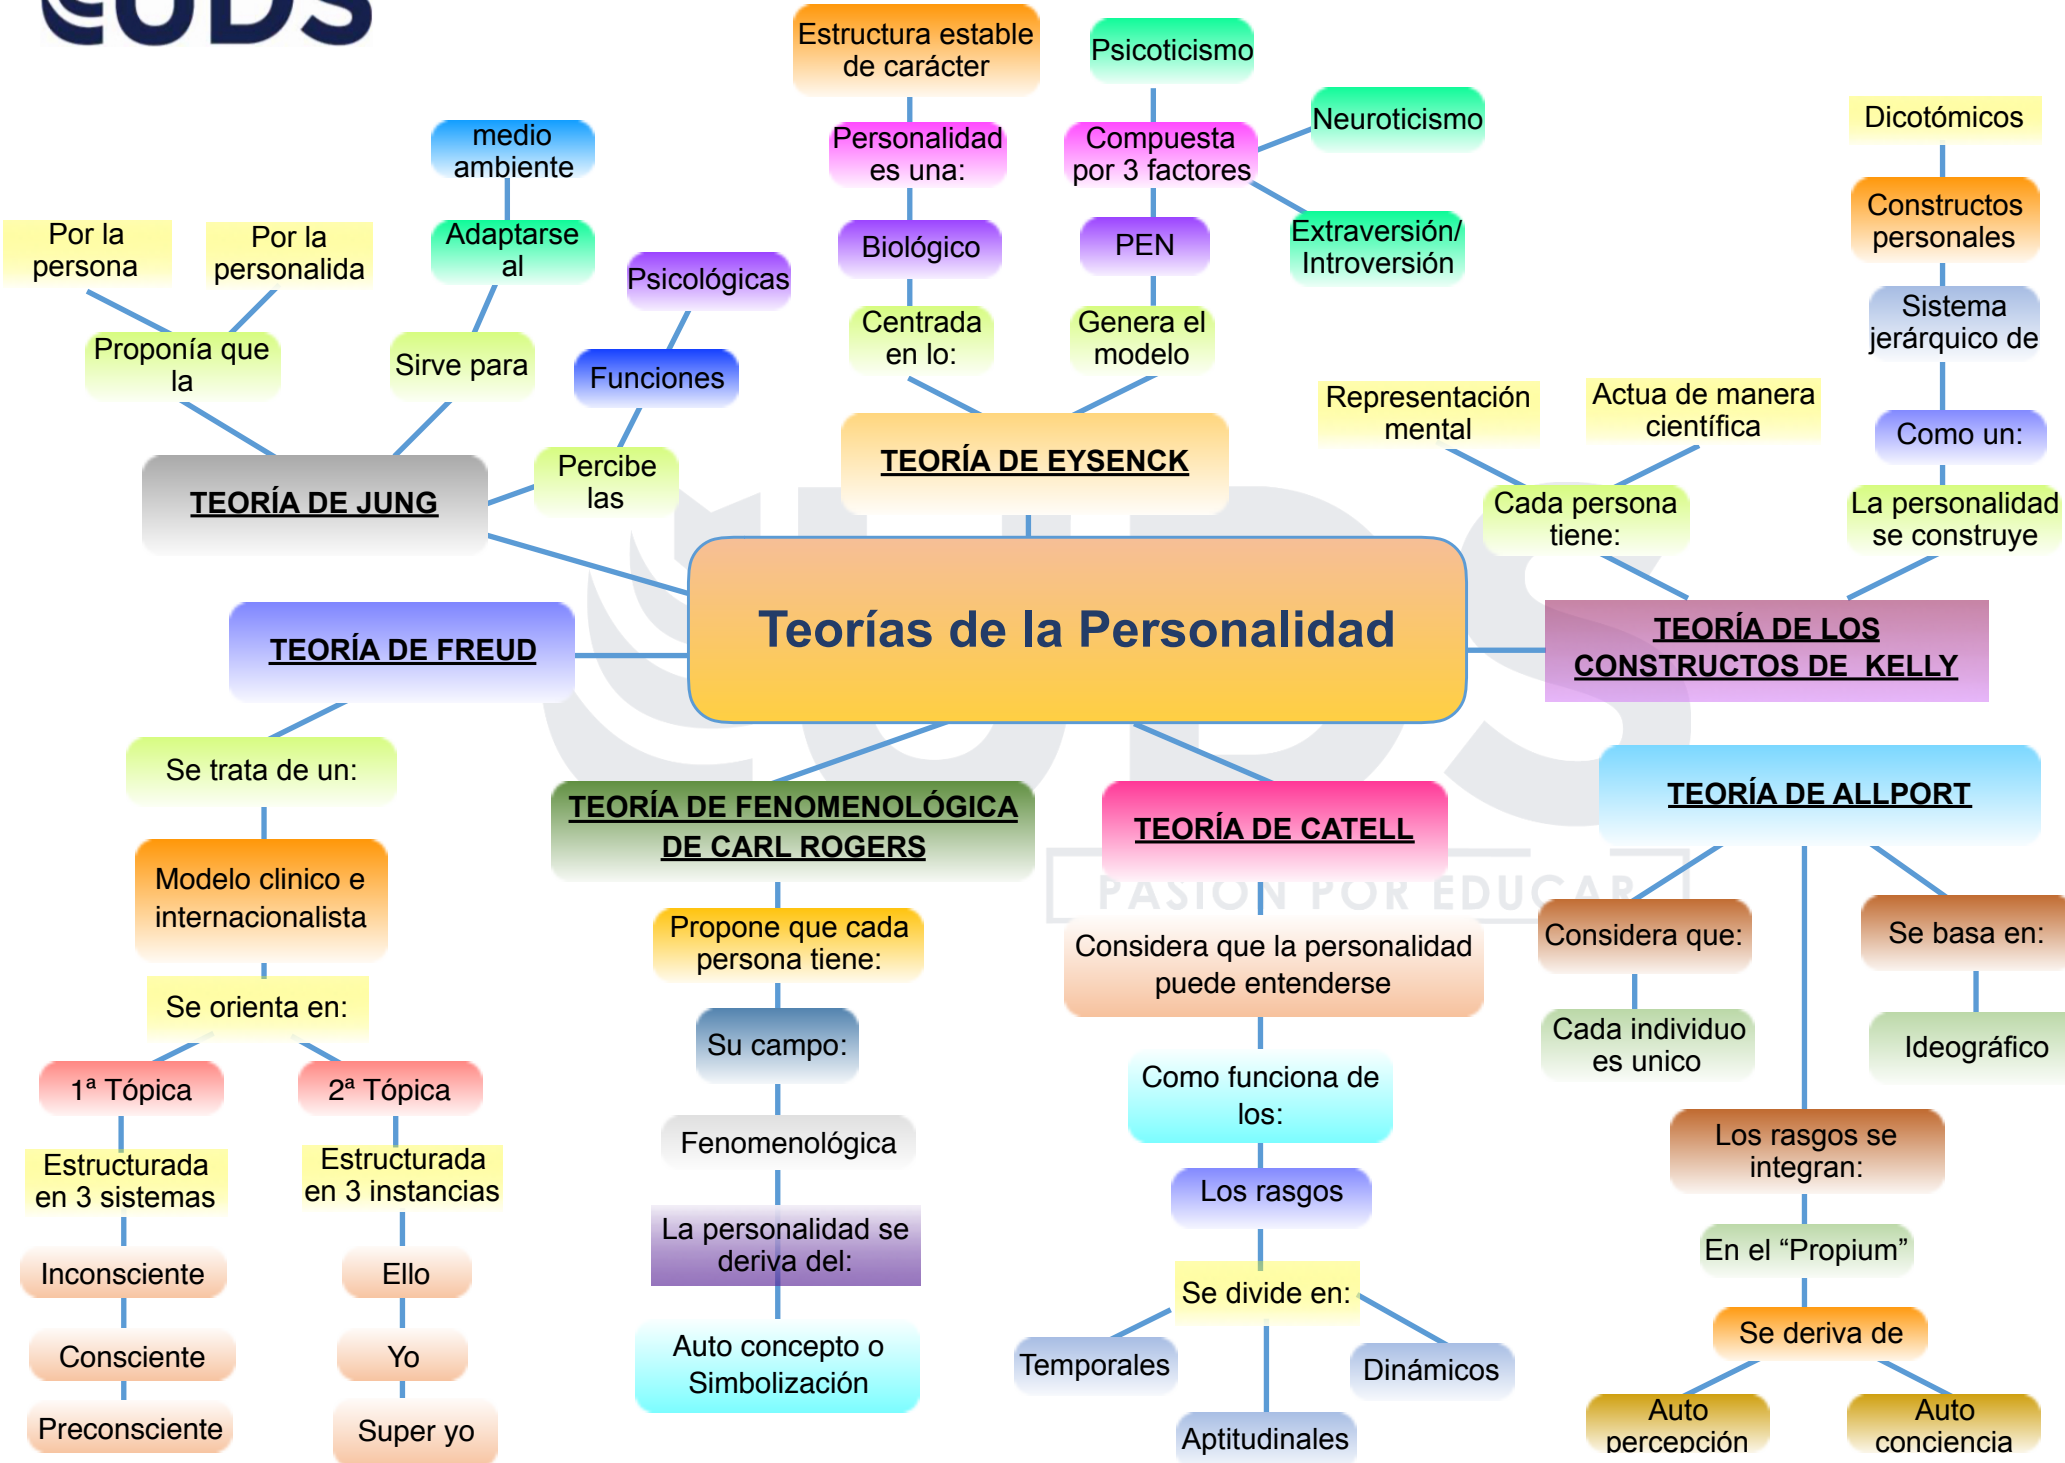 UDS
Estructura estable
de carácter
Psicoticismo
Neuroticismo
Personalidad
es una:
Compuesta
por 3 factores
Biológico
PEN
Extraversión/
Introversión
Centrada
en lo:
Genera el
modelo
TEORÍA DE EYSENCK
medio
ambiente
Por la
persona
Por la
personalida
Adaptarse
al
Psicológicas
Proponía que
la
Sirve para
Funciones
Percibe
las
TEORÍA DE JUNG
Dicotómicos
Constructos
personales
Sistema
jerárquico de
Representación
mental
Actua de manera
científica
Como un:
Cada persona
tiene:
La personalidad
se construye
TEORÍA DE LOS
CONSTRUCTOS DE  KELLY
Teorías de la Personalidad
TEORÍA DE FREUD
Se trata de un:
Modelo clinico e
internacionalista
Se orienta en:
1ª Tópica
2ª Tópica
Estructurada
en 3 sistemas
Estructurada
en 3 instancias
Inconsciente
Ello
Consciente
Yo
Preconsciente
Super yo
TEORÍA DE FENOMENOLÓGICA
DE CARL ROGERS
Propone que cada
persona tiene:
Su campo:
Fenomenológica
La personalidad se
deriva del:
Auto concepto o
Simbolización
TEORÍA DE CATELL
Considera que la personalidad
puede entenderse
Como funciona de
los:
Los rasgos
Se divide en:
Temporales
Dinámicos
Aptitudinales
TEORÍA DE ALLPORT
Considera que:
Se basa en:
Cada individuo
es unico
Ideográfico
Los rasgos se
integran:
En el “Propium”
Se deriva de
Auto
percepción
Auto
conciencia
UDS
PASIÓN POR EDUCAR